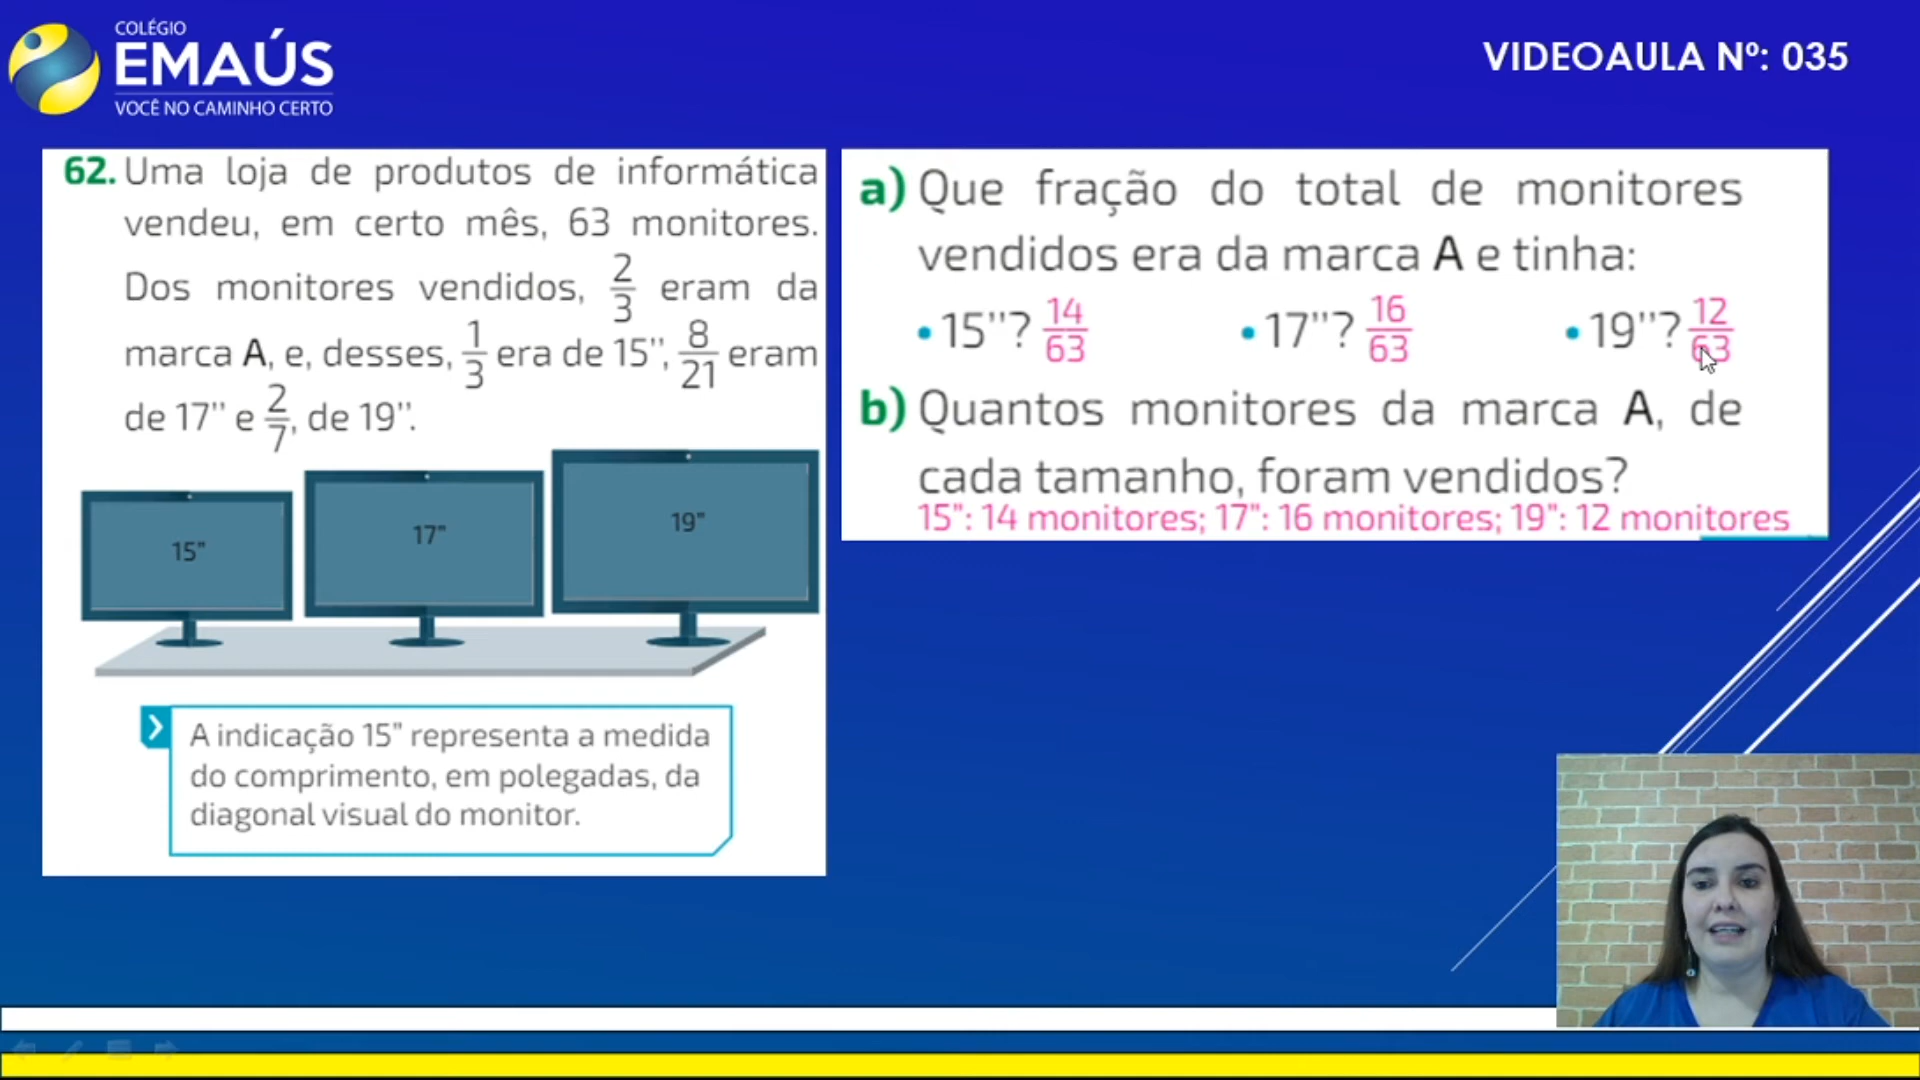 COLÉGIO
EMAÚS
VOCÊ NO CAMINHO CERTO
VIDEOAULA Nº: 035
62. Uma loja de produtos de informática
vendeu, em certo mês, 63 monitores.
Dos monitores vendidos, 2/3 eram da
marca A, e, desses, 1/3 era de 15'', 8/21 eram
de 17'' e 2/7, de 19''.
15"
17"
19"
A indicação 15" representa a medida
do comprimento, em polegadas, da
diagonal visual do monitor.
a) Que fração do total de monitores
vendidos era da marca A e tinha:
• 15''? 14/63 • 17''? 16/63 • 19''? 12/63
b) Quantos monitores da marca A, de
cada tamanho, foram vendidos?
15": 14 monitores; 17": 16 monitores; 19": 12 monitores